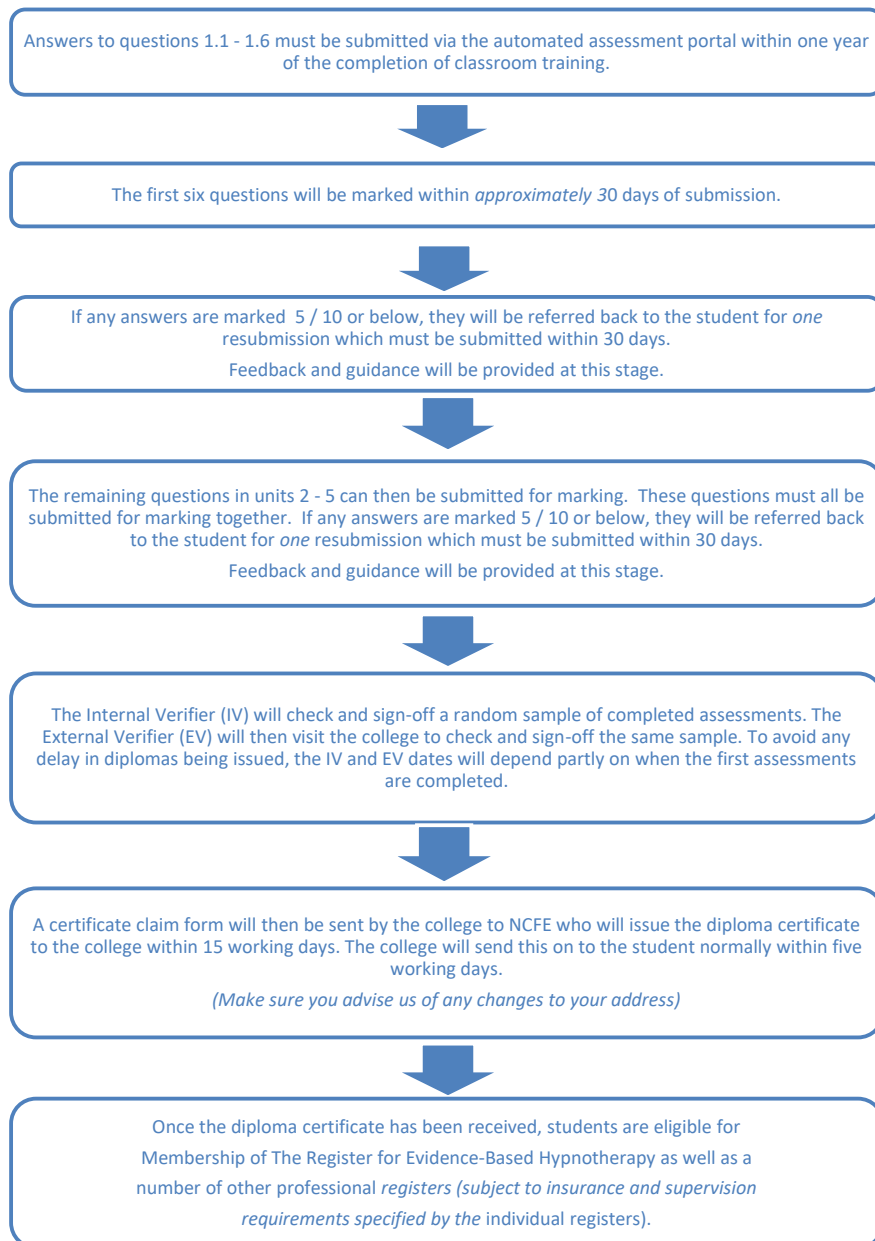 Answers to questions 1.1 - 1.6 must be submitted via the automated assessment portal within one year
of the completion of classroom training.
The first six questions will be marked within approximately 30 days of submission.
If any answers are marked 5 / 10 or below, they will be referred back to the student for one
resubmission which must be submitted within 30 days.
Feedback and guidance will be provided at this stage.
The remaining questions in units 2 - 5 can then be submitted for marking. These questions must all be
submitted for marking together. If any answers are marked 5 / 10 or below, they will be referred back
to the student for one resubmission which must be submitted within 30 days.
Feedback and guidance will be provided at this stage.
The Internal Verifier (IV) will check and sign-off a random sample of completed assessments. The
External Verifier (EV) will then visit the college to check and sign-off the same sample. To avoid any
delay in diplomas being issued, the IV and EV dates will depend partly on when the first assessments
are completed.
A certificate claim form will then be sent by the college to NCFE who will issue the diploma certificate
to the college within 15 working days. The college will send this on to the student normally within five
working days.
(Make sure you advise us of any changes to your address)
Once the diploma certificate has been received, students are eligible for
Membership of The Register for Evidence-Based Hypnotherapy as well as a
number of other professional registers (subject to insurance and supervision
requirements specified by the individual registers).